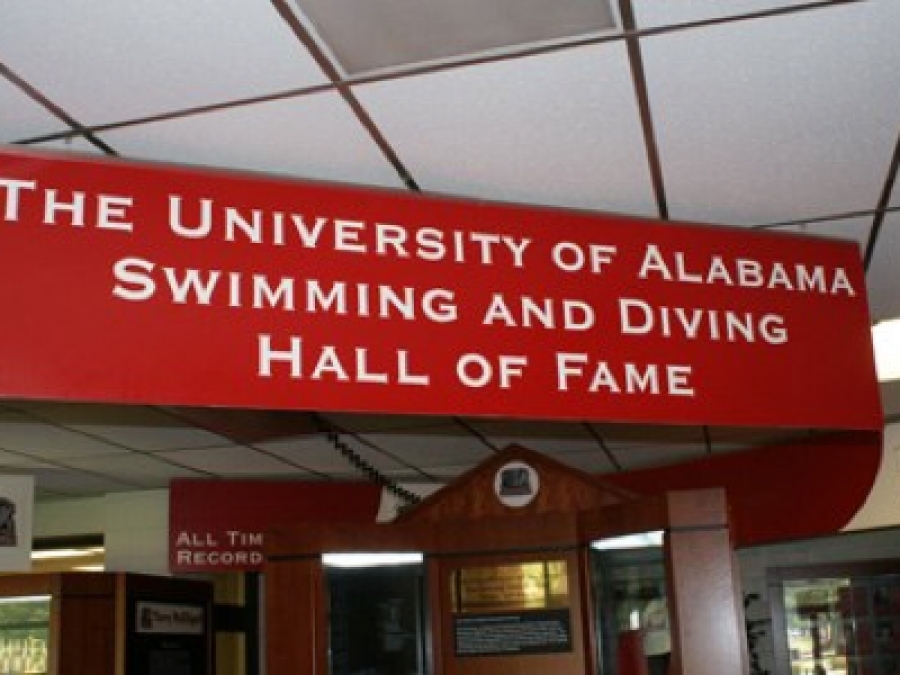 THE UNIVERSITY OF ALABAMA
SWIMMING AND DIVING
HALL OF FAME
ALL TIM
RECORD